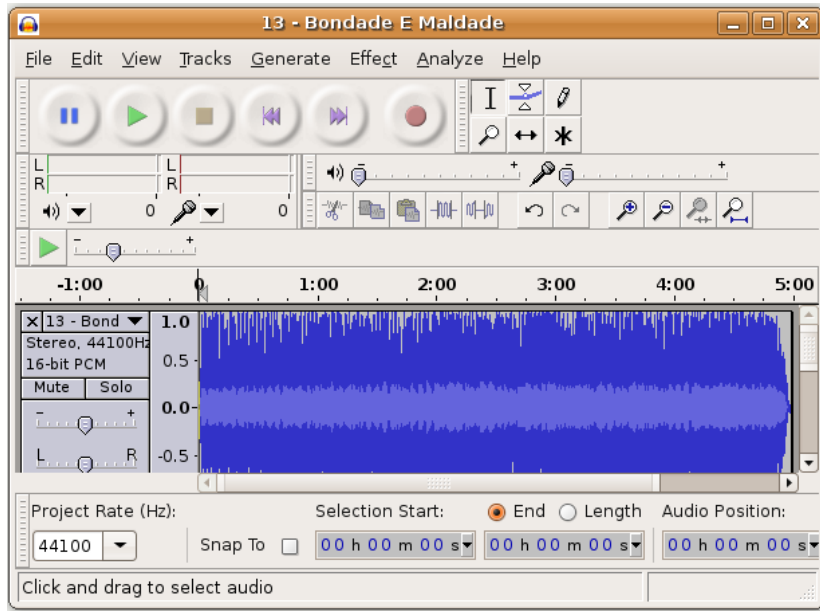 13 - Bondade E Maldade
File Edit View Tracks Generate Effect Analyze Help
L
R
L
R
0
0
- +
- +
- +
-1:00 0 1:00 2:00 3:00 4:00 5:00
X 13 - Bond
Stereo, 44100Hz
16-bit PCM
Mute Solo
- +
L R
1.0
0.5
0.0
-0.5
Project Rate (Hz): Selection Start: End Length Audio Position:
44100 Snap To 00 h 00 m 00 s 00 h 00 m 00 s 00 h 00 m 00 s
Click and drag to select audio